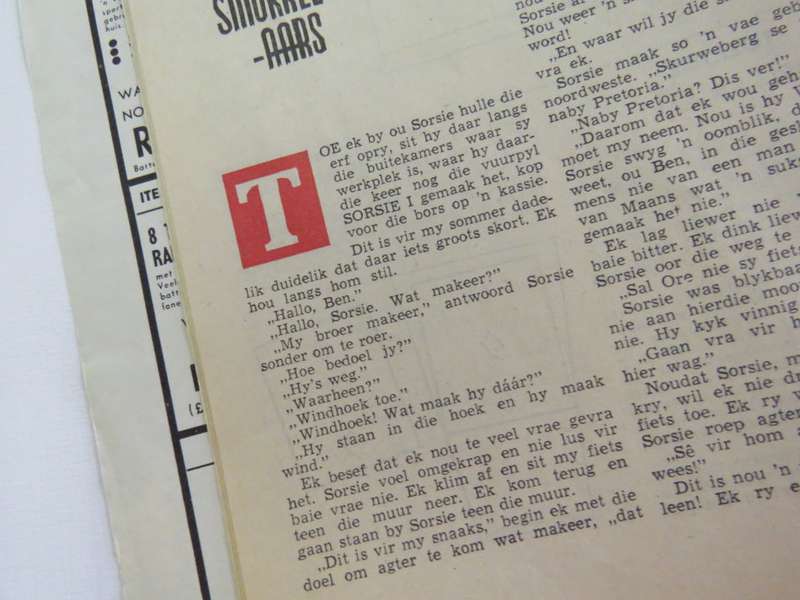 SMOKKEL
-AARS
TOE ek by ou Sorsie hulle die
erf opry, sit hy daar langs
die buitekamers waar sy
werkplek is, waar hy daar-
die keer nog die vuurpyl
SORSIE I gemaak het, kop
voor die bors op 'n kassie.
Dit is vir my sommer dade-
lik duidelik dat daar iets groots skort. Ek
hou langs hom stil.
„Hallo, Ben.”
„Hallo, Sorsie. Wat makeer?”
„My broer makeer,” antwoord Sorsie
sonder om te roer.
„Hoe bedoel jy?”
„Hy's weg.”
„Waarheen?”
„Windhoek toe.”
„Windhoek! Wat maak hy dáár?”
„Hy staan in die hoek en hy maak
wind.”
Ek besef dat ek nou te veel vrae gevra
het. Sorsie voel omgekrap en nie lus vir
baie vrae nie. Ek klim af en sit my fiets
teen die muur neer. Ek kom terug en
gaan staan by Sorsie teen die muur.
„Dit is vir my snaaks,” begin ek met die
doel om agter te kom wat makeer, „dat
Nou weer 'n
word!
„En waar wil jy die
vra ek.
Sorsie maak so 'n vae
noordweste. „Skurweberg se
naby Pretoria.”
„Naby Pretoria? Dis ver!”
„Daarom dat ek wou
moet my neem. Nou is hy
Sorsie swyg 'n oomblik,
weet, ou Ben, in die
mens nie van een man
van Maans wat 'n
gemaak het nie.”
Ek lag liewer nie
baie bitter. Ek dink
Sorsie oor die weg te
„Sal Ore nie sy
Sorsie was
nie aan hierdie
nie. Hy kyk vinnig
„Gaan vra vir
hier wag.”
Noudat Sorsie,
kry, wil ek nie
fiets toe. Ek ry
Sorsie roep agter
„Sê vir hom
wees!”
Dit is nou 'n
leen! Ek ry
WA
NO
R
Batt
ITE
8
RA
met
Veel
batt
(£